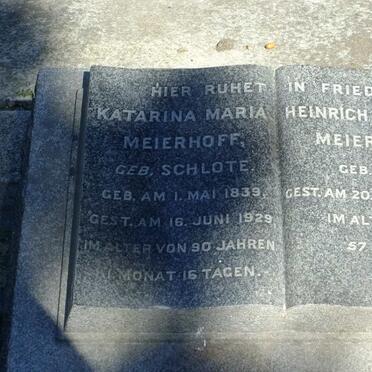 HIER RUHET
KATARINA MARIA
MEIERHOFF,
GEB. SCHLOTE.
GEB. AM 1. MAI 1839.
GEST. AM 16. JUNI 1929
IM ALTER VON 90 JAHREN
1 MONAT 16 TAGEN.
IN FRIED
HEINRICH
MEIER
GEB.
GEST. AM 20
IM ALT
57